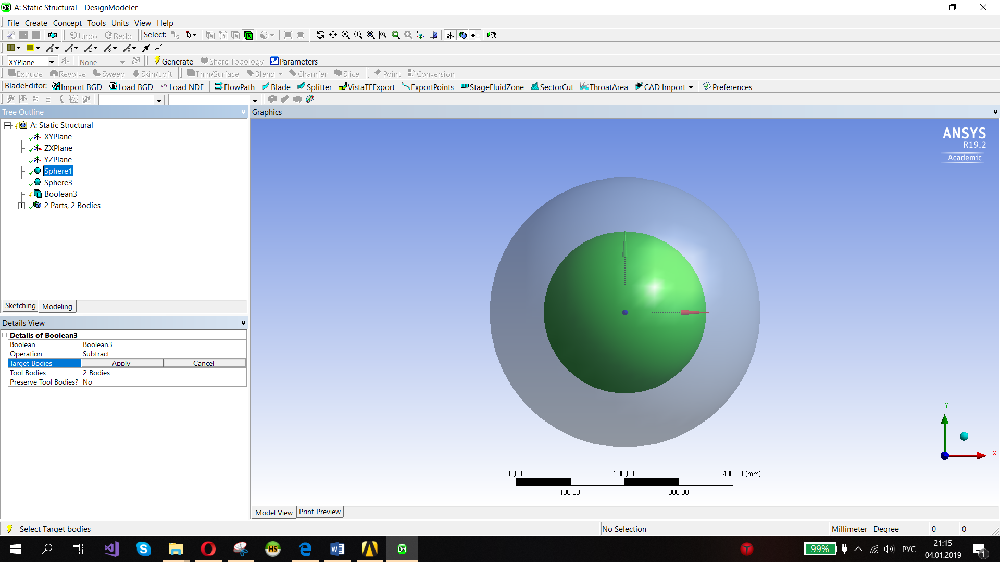 A: Static Structural - DesignModeler
File Create Concept Tools Units View Help
Undo Redo Select: ISO
XYPlane None Generate Share Topology Parameters
Extrude Revolve Sweep Skin/Loft Thin/Surface Blend Chamfer Slice Point Conversion
BladeEditor: Import BGD Load BGD Load NDF FlowPath Blade Splitter VistaTFExport ExportPoints StageFluidZone SectorCut ThroatArea CAD Import Preferences
Tree Outline
A: Static Structural
XYPlane
ZXPlane
YZPlane
Sphere1
Sphere3
Boolean3
2 Parts, 2 Bodies
Sketching Modeling
Details View
Details of Boolean3
Boolean Boolean3
Operation Subtract
Target Bodies Apply Cancel
Tool Bodies 2 Bodies
Preserve Tool Bodies? No
Graphics
ANSYS
R19.2
Academic
Y
X
0,00 200,00 400,00 (mm)
100,00 300,00
Model View Print Preview
Select Target bodies No Selection Millimeter Degree 0 0
99% РУС 21:15
04.01.2019
1